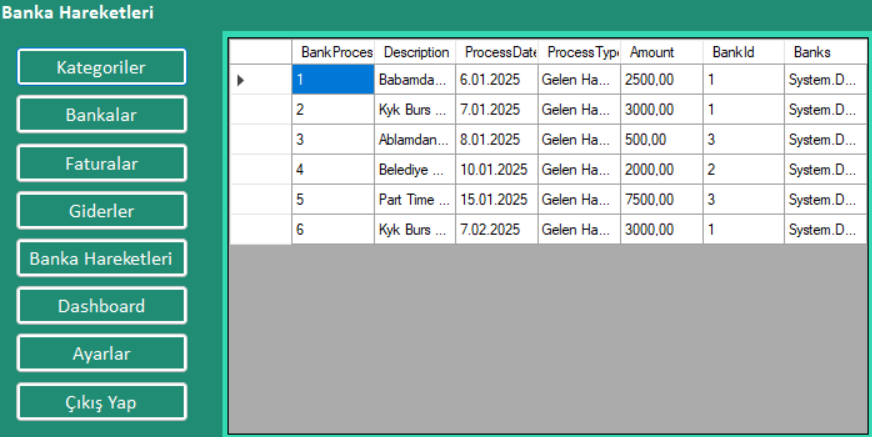 Banka Hareketleri
Kategoriler
Bankalar
Faturalar
Giderler
Banka Hareketleri
Dashboard
Ayarlar
Çıkış Yap
BankProces Description ProcessDate ProcessType Amount BankId Banks
1 Babamda... 6.01.2025 Gelen Ha... 2500,00 1 System.D...
2 Kyk Burs ... 7.01.2025 Gelen Ha... 3000,00 1 System.D...
3 Ablamdan... 8.01.2025 Gelen Ha... 500,00 3 System.D...
4 Belediye ... 10.01.2025 Gelen Ha... 2000,00 2 System.D...
5 Part Time ... 15.01.2025 Gelen Ha... 7500,00 3 System.D...
6 Kyk Burs ... 7.02.2025 Gelen Ha... 3000,00 1 System.D...